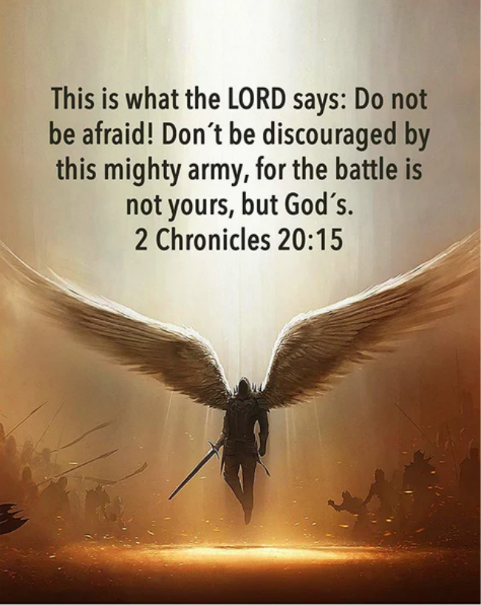 This is what the LORD says: Do not
be afraid! Don´t be discouraged by
this mighty army, for the battle is
not yours, but God´s.
2 Chronicles 20:15